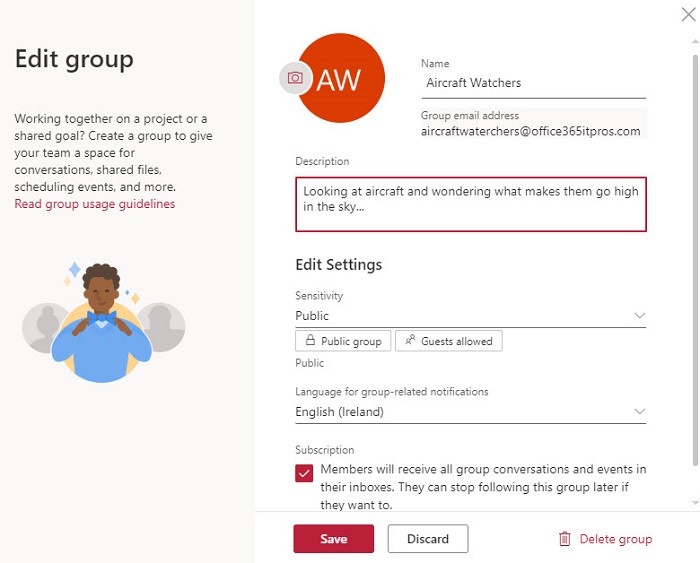 Edit group
Working together on a project or a
shared goal? Create a group to give
your team a space for
conversations, shared files,
scheduling events, and more.
Read group usage guidelines
AW
Name
Aircraft Watchers
Group email address
aircraftwaterchers@office365itpros.com
Description
Looking at aircraft and wondering what makes them go high
in the sky...
Edit Settings
Sensitivity
Public
Public group
Guests allowed
Public
Language for group-related notifications
English (Ireland)
Subscription
Members will receive all group conversations and events in
their inboxes. They can stop following this group later if
they want to.
Save
Discard
Delete group